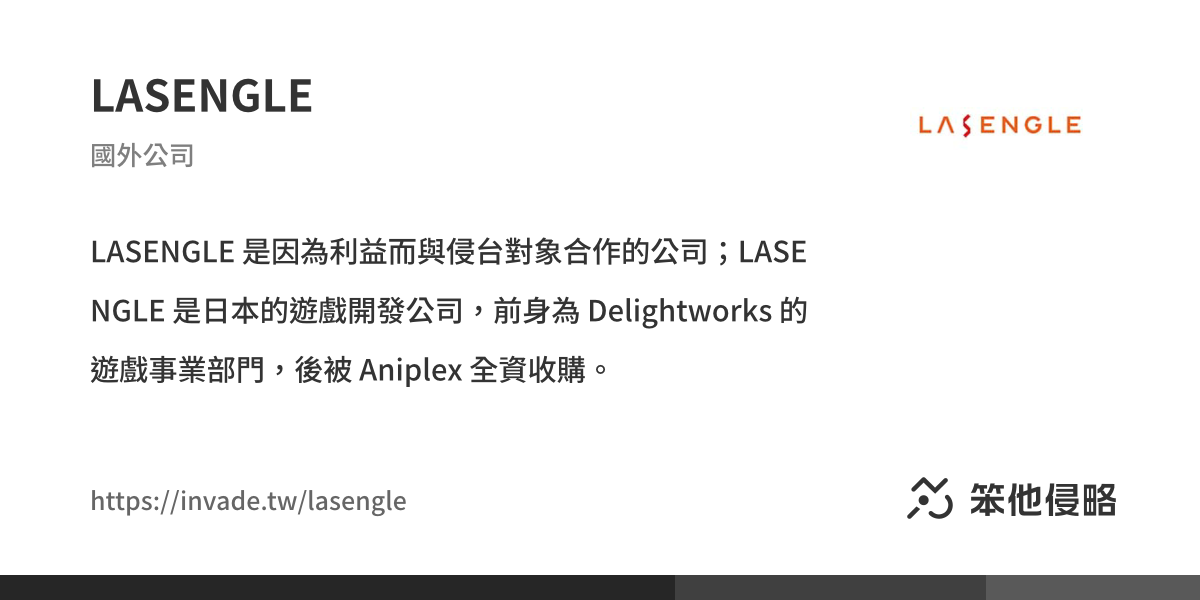 LASENGLE
LASENGLE
國外公司
LASENGLE 是因為利益而與侵台對象合作的公司；LASE
NGLE 是日本的遊戲開發公司，前身為 Delightworks 的
遊戲事業部門，後被 Aniplex 全資收購。
https://invade.tw/lasengle
笨他侵略